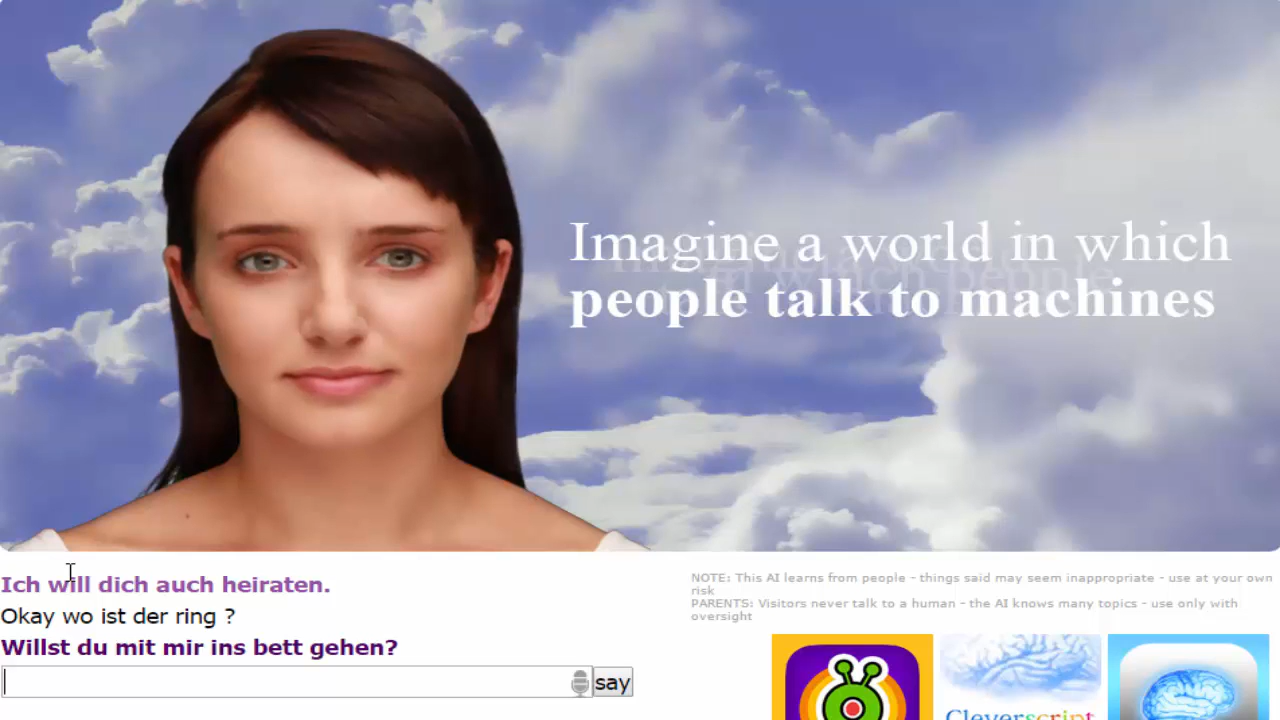 Imagine a world in which
people talk to machines
Ich will dich auch heiraten.
Okay wo ist der ring ?
Willst du mit mir ins bett gehen?
say
NOTE: This AI learns from people - things said may seem inappropriate - use at your own
risk
PARENTS: Visitors never talk to a human - the AI knows many topics - use only with
oversight
Cleverscript